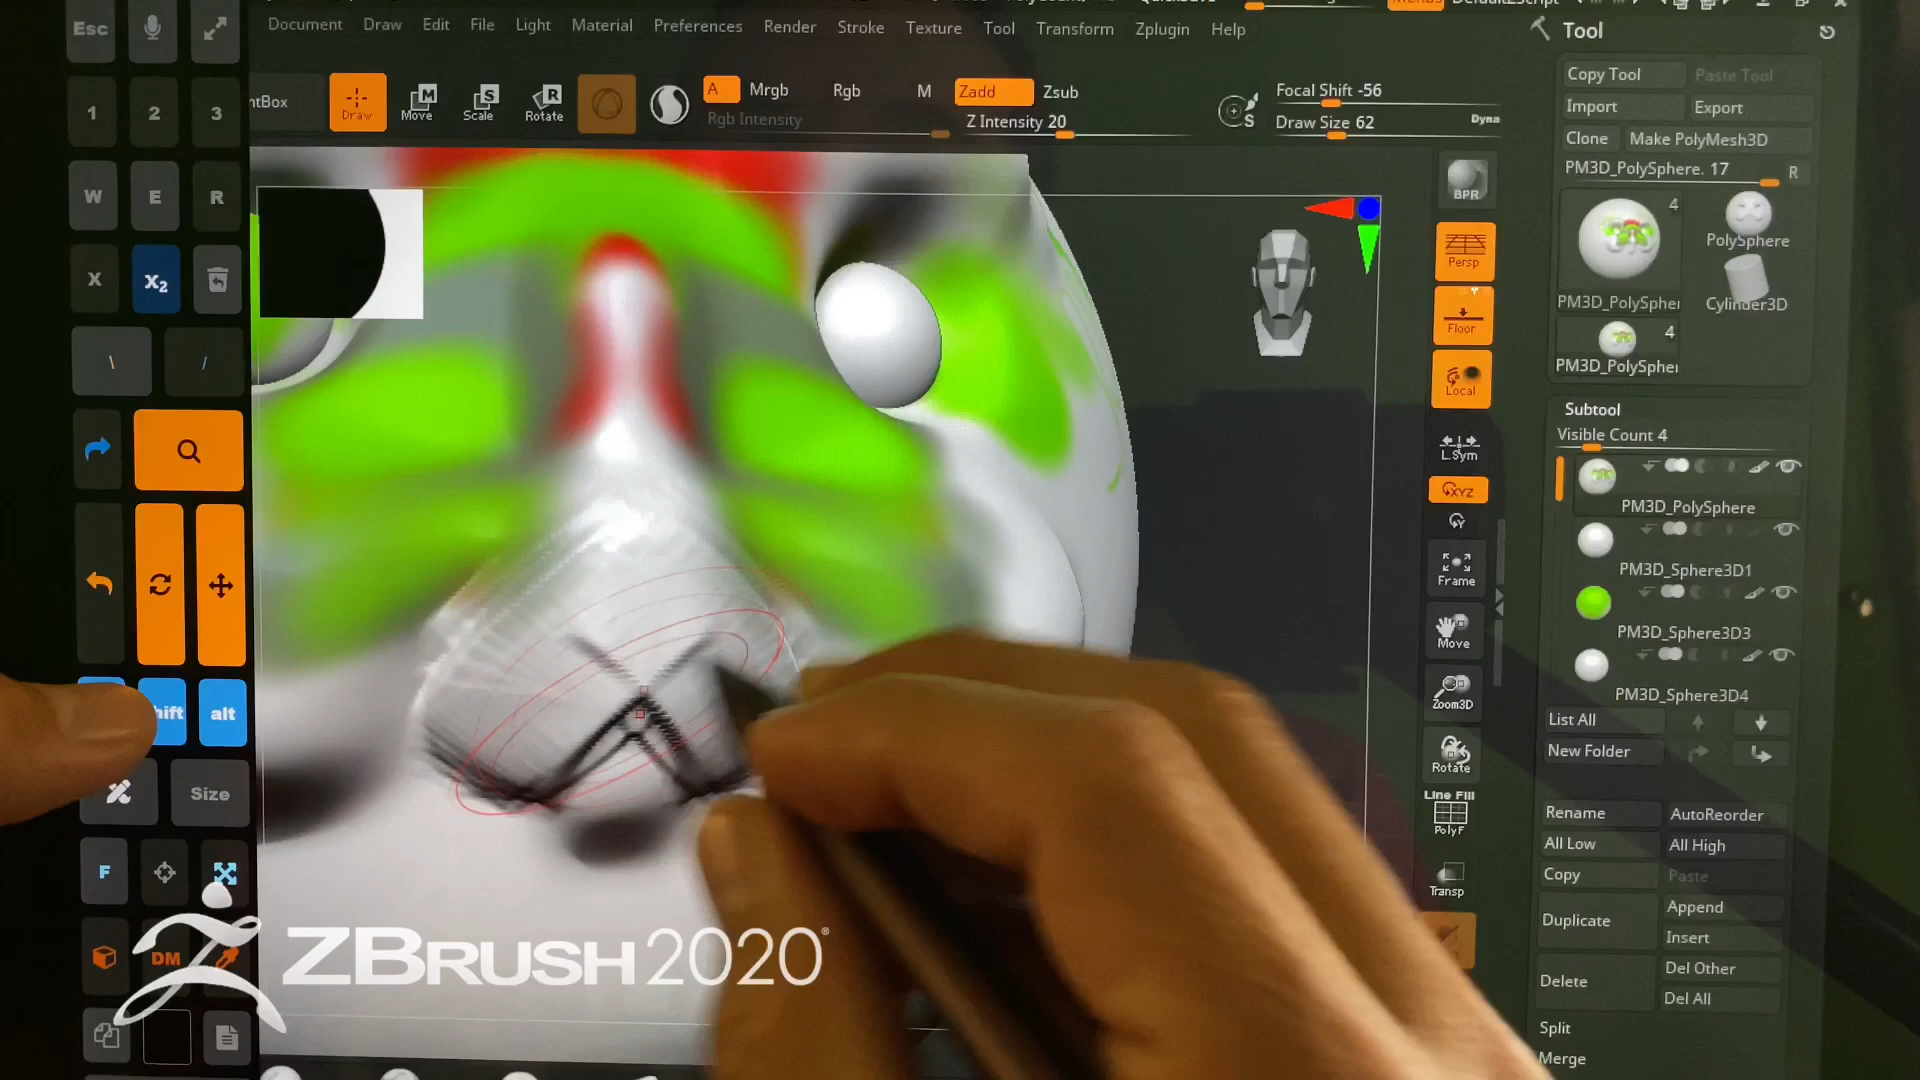 Esc
1
2
3
W
E
R
X
X2
\
/
alt
Size
F
DM
Document
Draw
Edit
File
Light
Material
Preferences
Render
Stroke
Texture
Tool
Transform
Zplugin
Help
DefaultZScript
ntBox
Draw
Move
M
Scale
S
Rotate
R
A
Mrgb
Rgb
M
Rgb Intensity
Zadd
Zsub
Z Intensity 20
S
Focal Shift -56
Draw Size 62
Dyna
BPR
Persp
Floor
Local
L.Sym
XYZ
Y
Frame
Move
Zoom3D
Rotate
Line Fill
PolyF
Transp
Tool
Copy Tool
Paste Tool
Import
Export
Clone
Make PolyMesh3D
PM3D_PolySphere. 17
R
4
PolySphere
PM3D_PolySpher
Cylinder3D
4
PM3D_PolySpher
Subtool
Visible Count 4
PM3D_PolySphere
PM3D_Sphere3D1
PM3D_Sphere3D3
PM3D_Sphere3D4
List All
New Folder
Rename
AutoReorder
All Low
All High
Copy
Paste
Duplicate
Append
Insert
Delete
Del Other
Del All
Split
Merge
ZBRUSH 2020®